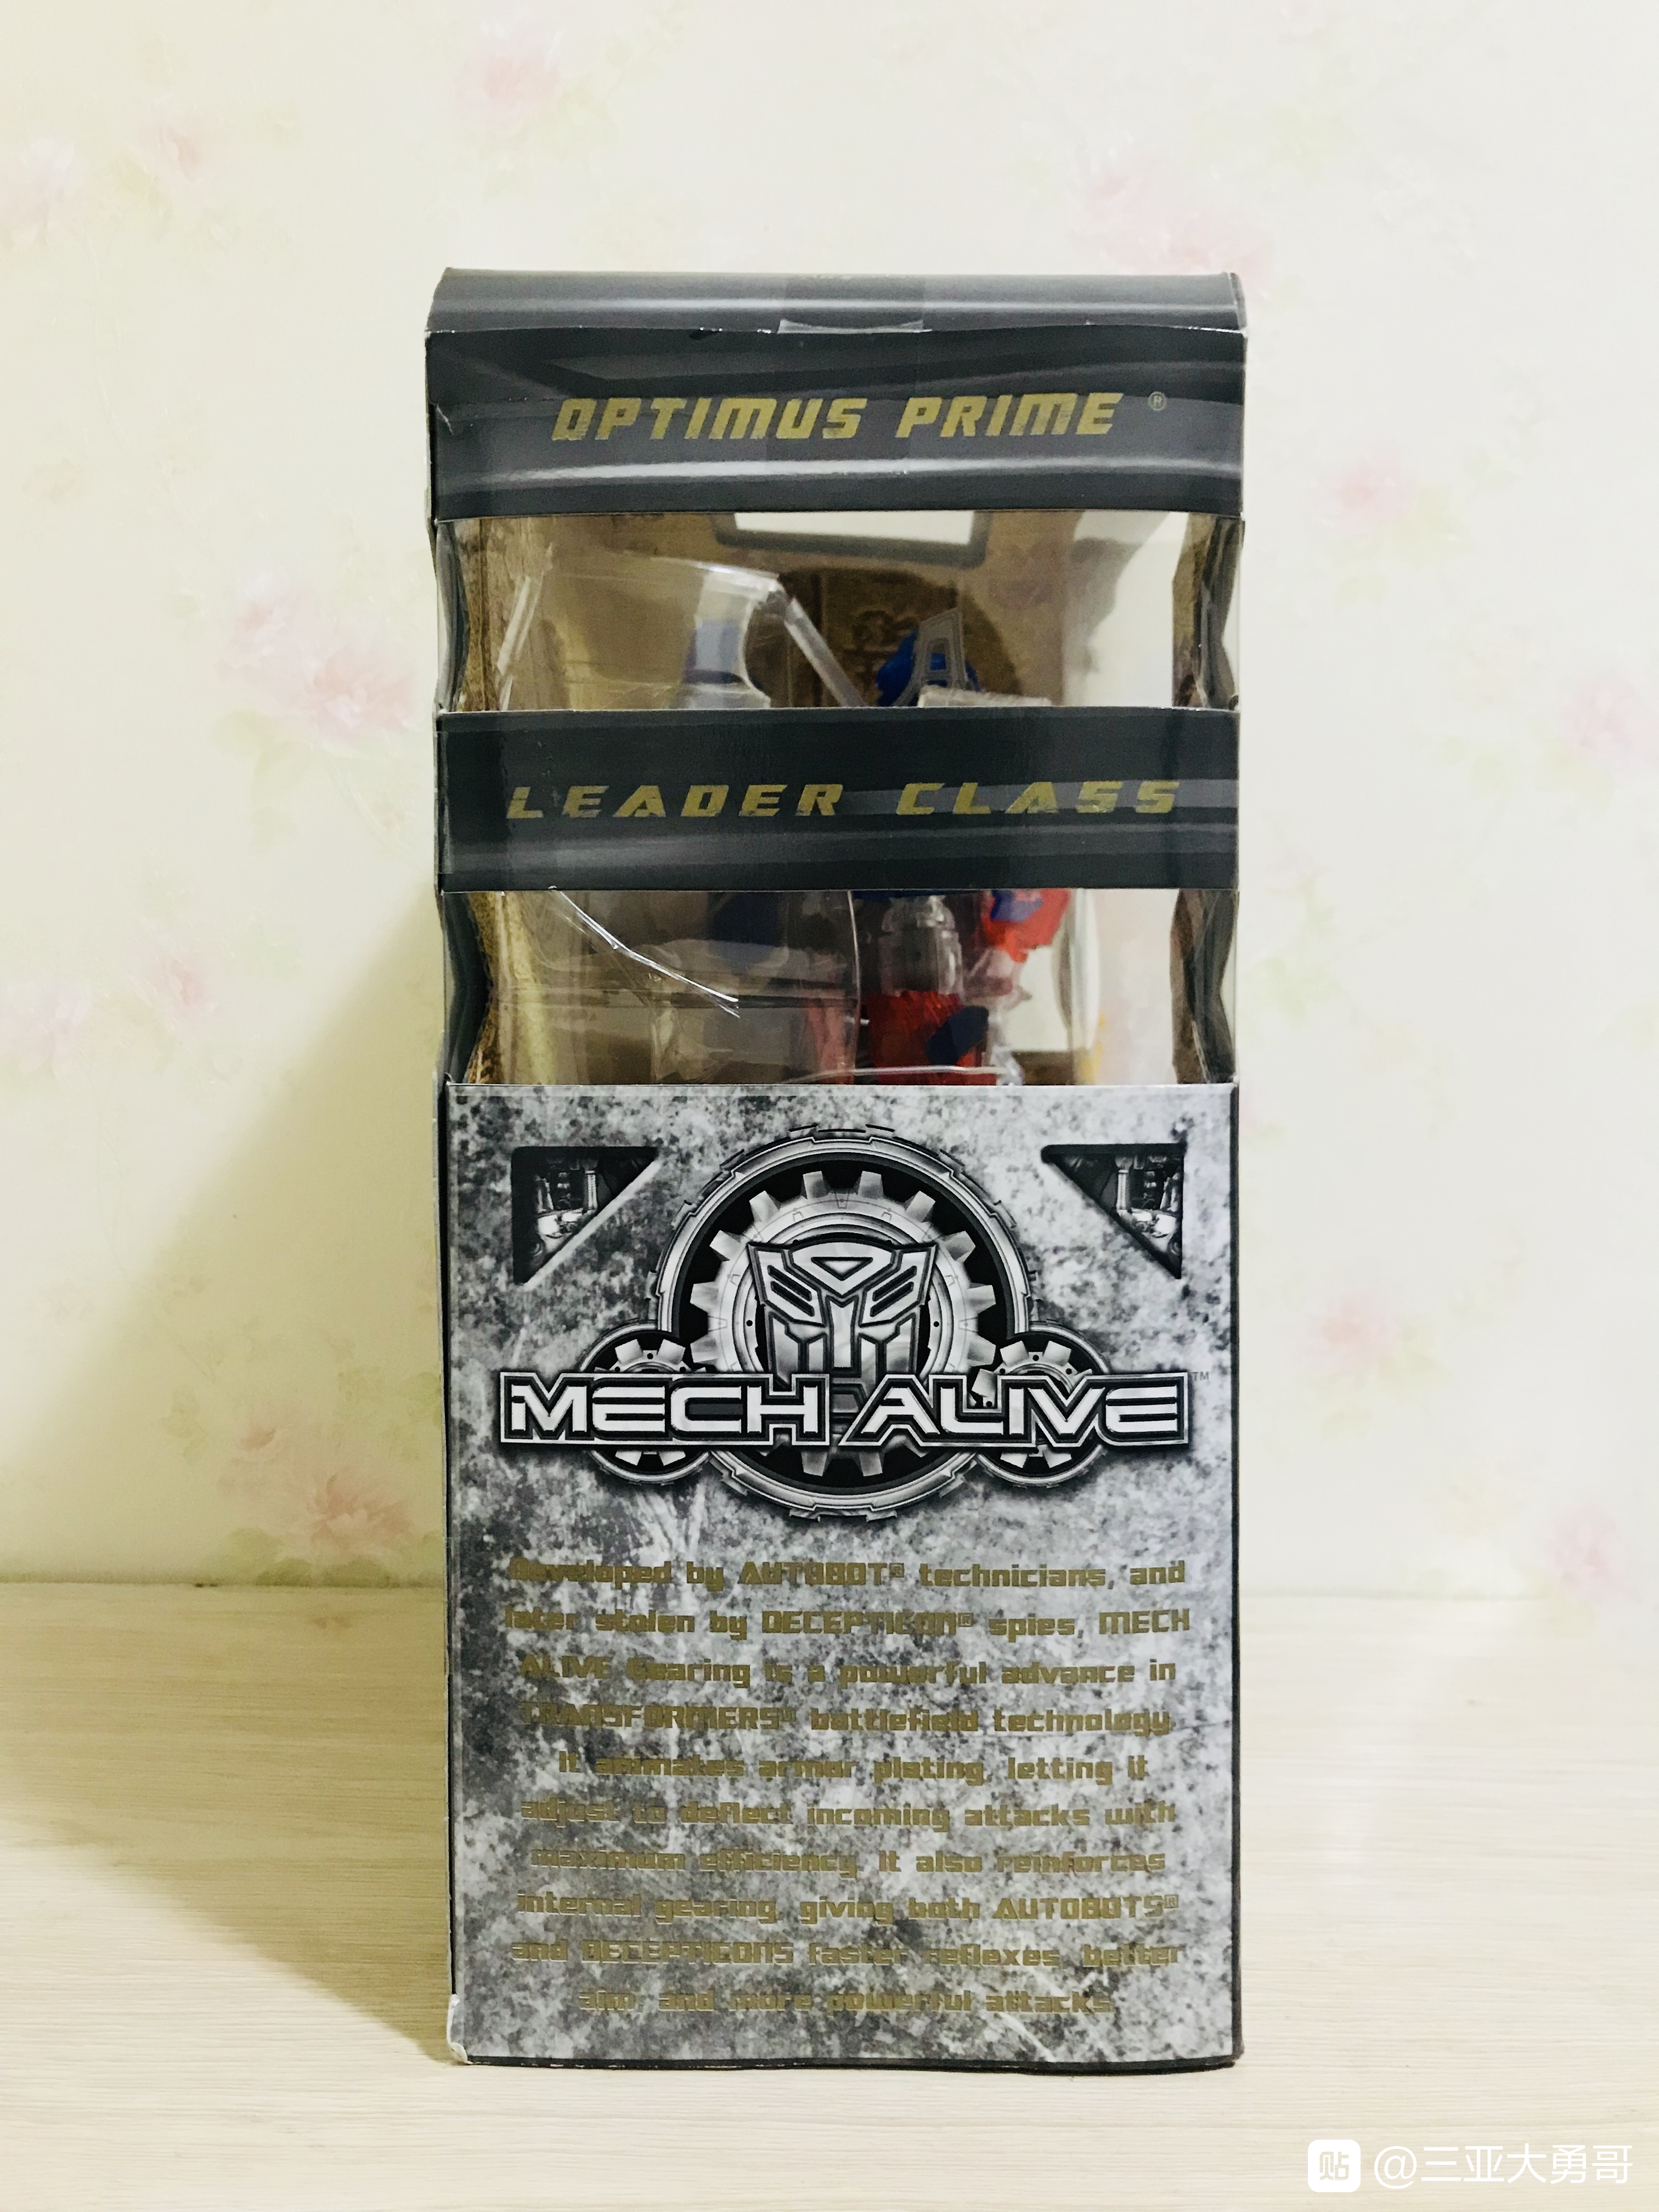 OPTIMUS PRIME ®
LEADER CLASS
MECH ALIVE™
Developed by AUTOBOT® technicians, and
later stolen by DECEPTICON® spies, MECH
ALIVE Gearing is a powerful advance in
TRANSFORMERS® battlefield technology.
It animates armor plating, letting it
adjust to deflect incoming attacks with
maximum efficiency. It also reinforces
internal gearing, giving both AUTOBOTS®
and DECEPTICONS faster reflexes, better
aim, and more powerful attacks.
贴 @三亚大勇哥